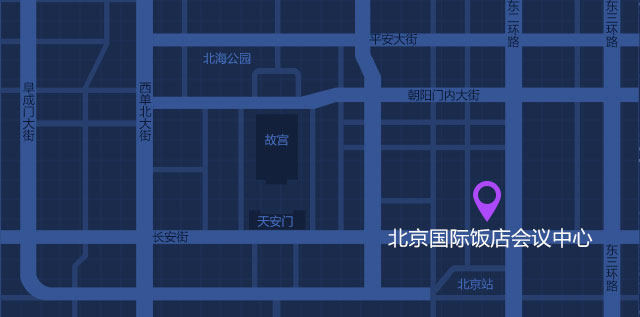 东二环路
东三环路
平安大街
北海公园
阜成门大街
西单北大街
朝阳门内大街
故宫
天安门
长安街
北京国际饭店会议中心
东三环路
北京站